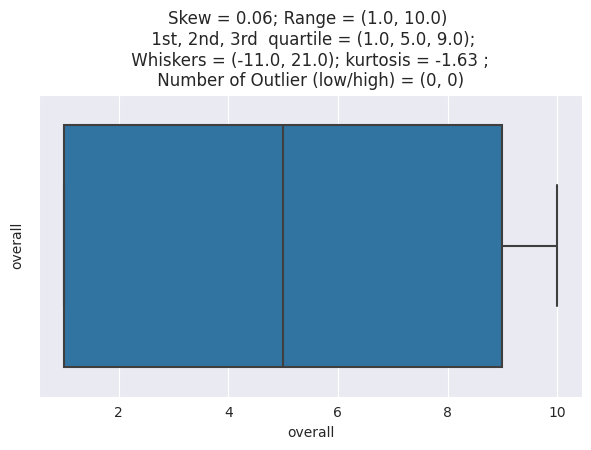 Skew = 0.06; Range = (1.0, 10.0)
1st, 2nd, 3rd  quartile = (1.0, 5.0, 9.0);
Whiskers = (-11.0, 21.0); kurtosis = -1.63 ;
Number of Outlier (low/high) = (0, 0)
overall
2 4 6 8 10
overall